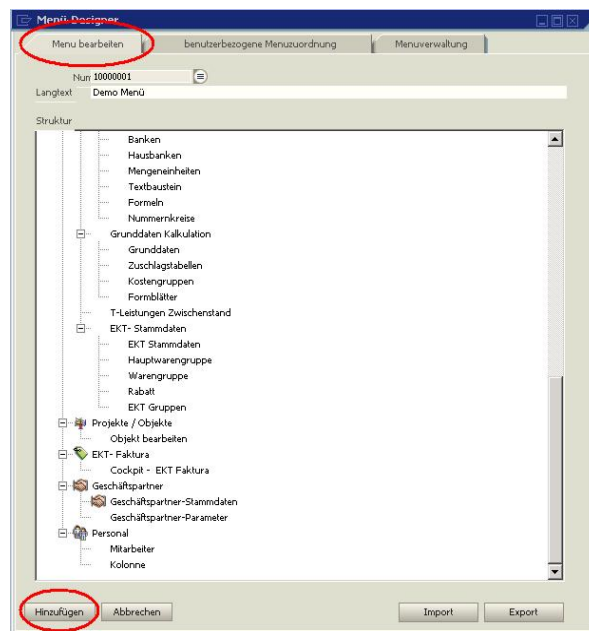 Menü-Designer
Menu bearbeiten benutzerbezogene Menuzuordnung Menuverwaltung
Num 10000001
Langtext Demo Menü
Struktur
Banken
Hausbanken
Mengeneinheiten
Textbaustein
Formeln
Nummernkreise
Grunddaten Kalkulation
Grunddaten
Zuschlagstabellen
Kostengruppen
Formblätter
T-Leistungen Zwischenstand
EKT- Stammdaten
EKT Stammdaten
Hauptwarengruppe
Warengruppe
Rabatt
EKT Gruppen
Projekte / Objekte
Objekt bearbeiten
EKT- Faktura
Cockpit - EKT Faktura
Geschäftspartner
Geschäftspartner-Stammdaten
Geschäftspartner-Parameter
Personal
Mitarbeiter
Kolonne
Hinzufügen Abbrechen Import Export